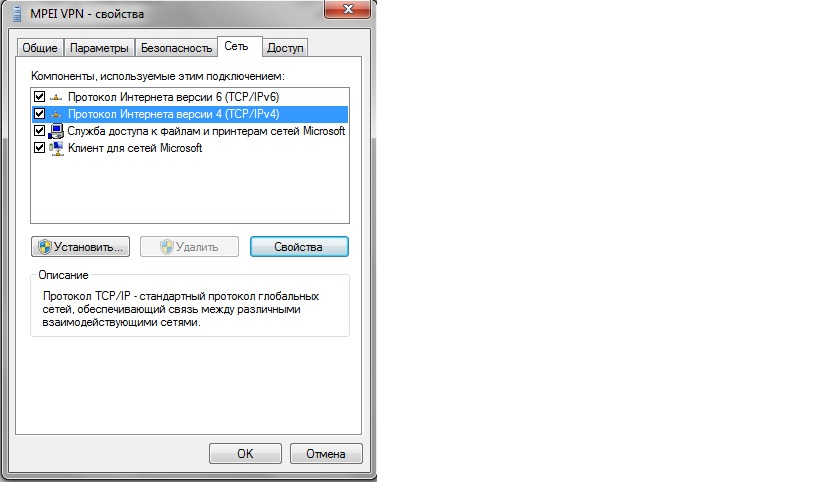 MPEI VPN - свойства
Общие Параметры Безопасность Сеть Доступ
Компоненты, используемые этим подключением:
Протокол Интернета версии 6 (TCP/IPv6)
Протокол Интернета версии 4 (TCP/IPv4)
Служба доступа к файлам и принтерам сетей Microsoft
Клиент для сетей Microsoft
Установить... Удалить Свойства
Описание
Протокол TCP/IP - стандартный протокол глобальных
сетей, обеспечивающий связь между различными
взаимодействующими сетями.
OK Отмена